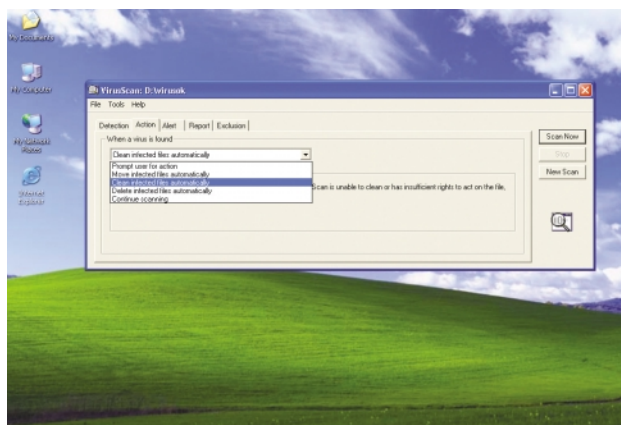 My Documents
My Computer
My Network
Places
Internet
Explorer
VirusScan: D:\wirusok
File Tools Help
Detection Action Alert Report Exclusion
When a virus is found
Clean infected files automatically
Prompt user for action
Move infected files automatically
Clean infected files automatically
Delete infected files automatically
Continue scanning
Scan is unable to clean or has insufficient rights to act on the file,
Scan Now
Stop
New Scan